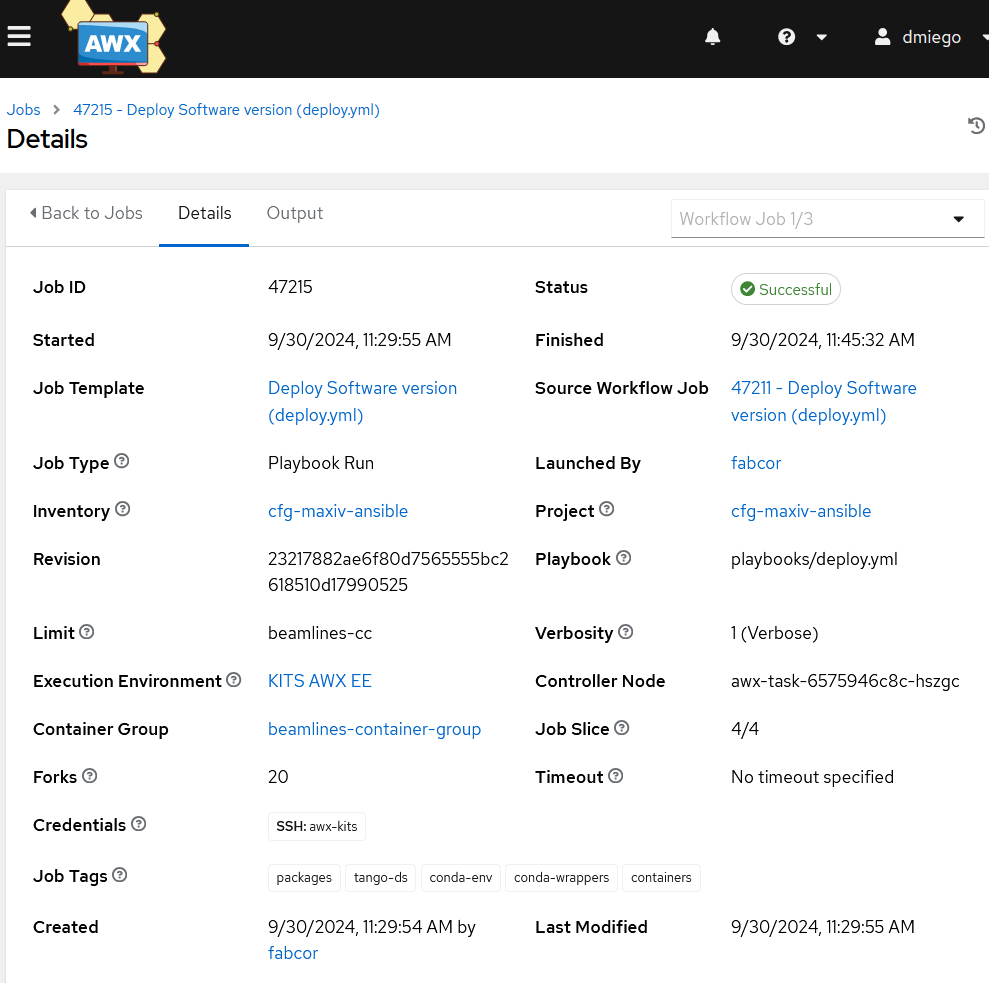 AWX
dmiego
Jobs
47215 - Deploy Software version (deploy.yml)
Details
Back to Jobs
Details
Output
Workflow Job 1/3
Job ID
47215
Status
Successful
Started
9/30/2024, 11:29:55 AM
Finished
9/30/2024, 11:45:32 AM
Job Template
Deploy Software version
(deploy.yml)
Source Workflow Job
47211 - Deploy Software
version (deploy.yml)
Job Type
Playbook Run
Launched By
fabcor
Inventory
cfg-maxiv-ansible
Project
cfg-maxiv-ansible
Revision
23217882ae6f80d7565555bc2
618510d17990525
Playbook
playbooks/deploy.yml
Limit
beamlines-cc
Verbosity
1 (Verbose)
Execution Environment
KITS AWX EE
Controller Node
awx-task-6575946c8c-hszgc
Container Group
beamlines-container-group
Job Slice
4/4
Forks
20
Timeout
No timeout specified
Credentials
SSH: awx-kits
Job Tags
packages
tango-ds
conda-env
conda-wrappers
containers
Created
9/30/2024, 11:29:54 AM by
fabcor
Last Modified
9/30/2024, 11:29:55 AM